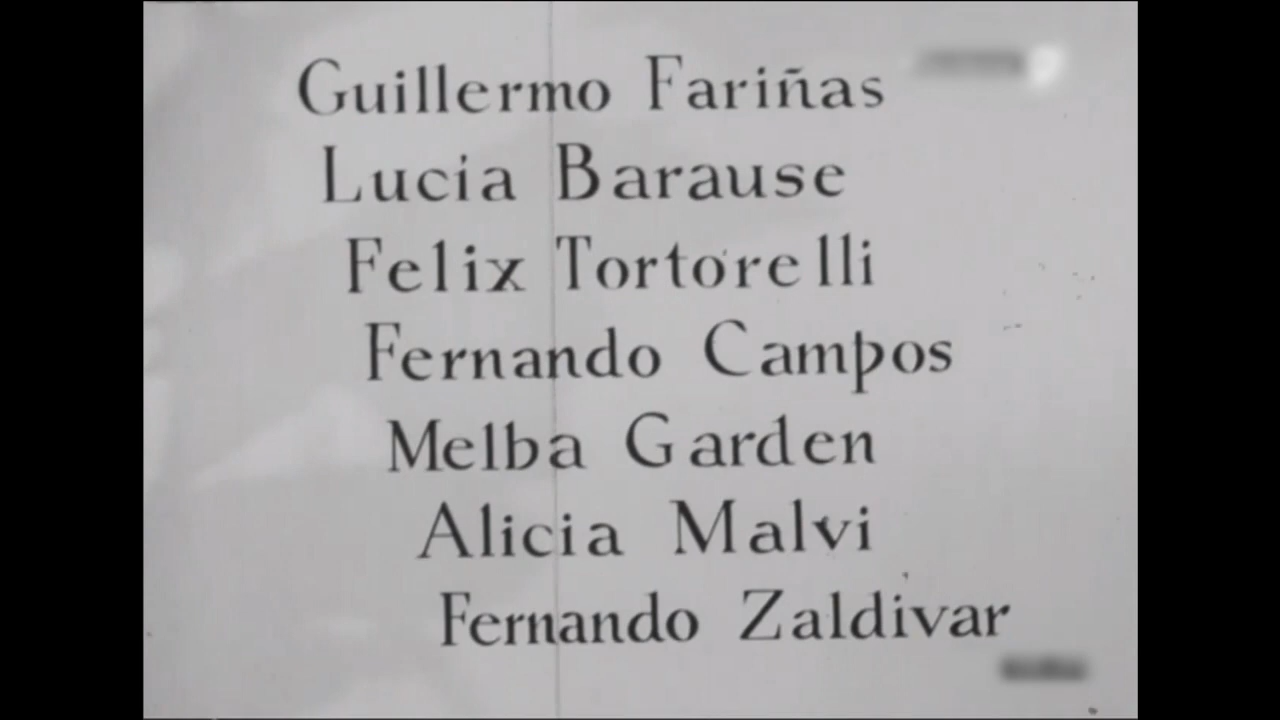 Guillermo Fariñas
Lucia Barause
Felix Tortorelli
Fernando Campos
Melba Garden
Alicia Malvi
Fernando Zaldivar